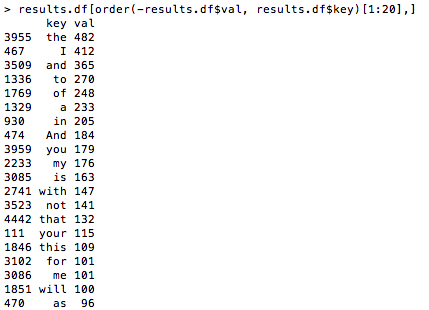 > results.df[order(-results.df$val, results.df$key)[1:20],]
key val
3955 the 482
467 I 412
3509 and 365
1336 to 270
1769 of 248
1329 a 233
930 in 205
474 And 184
3959 you 179
2233 my 176
3085 is 163
2741 with 147
3523 not 141
4442 that 132
111 your 115
1846 this 109
3102 for 101
3086 me 101
1851 will 100
470 as 96